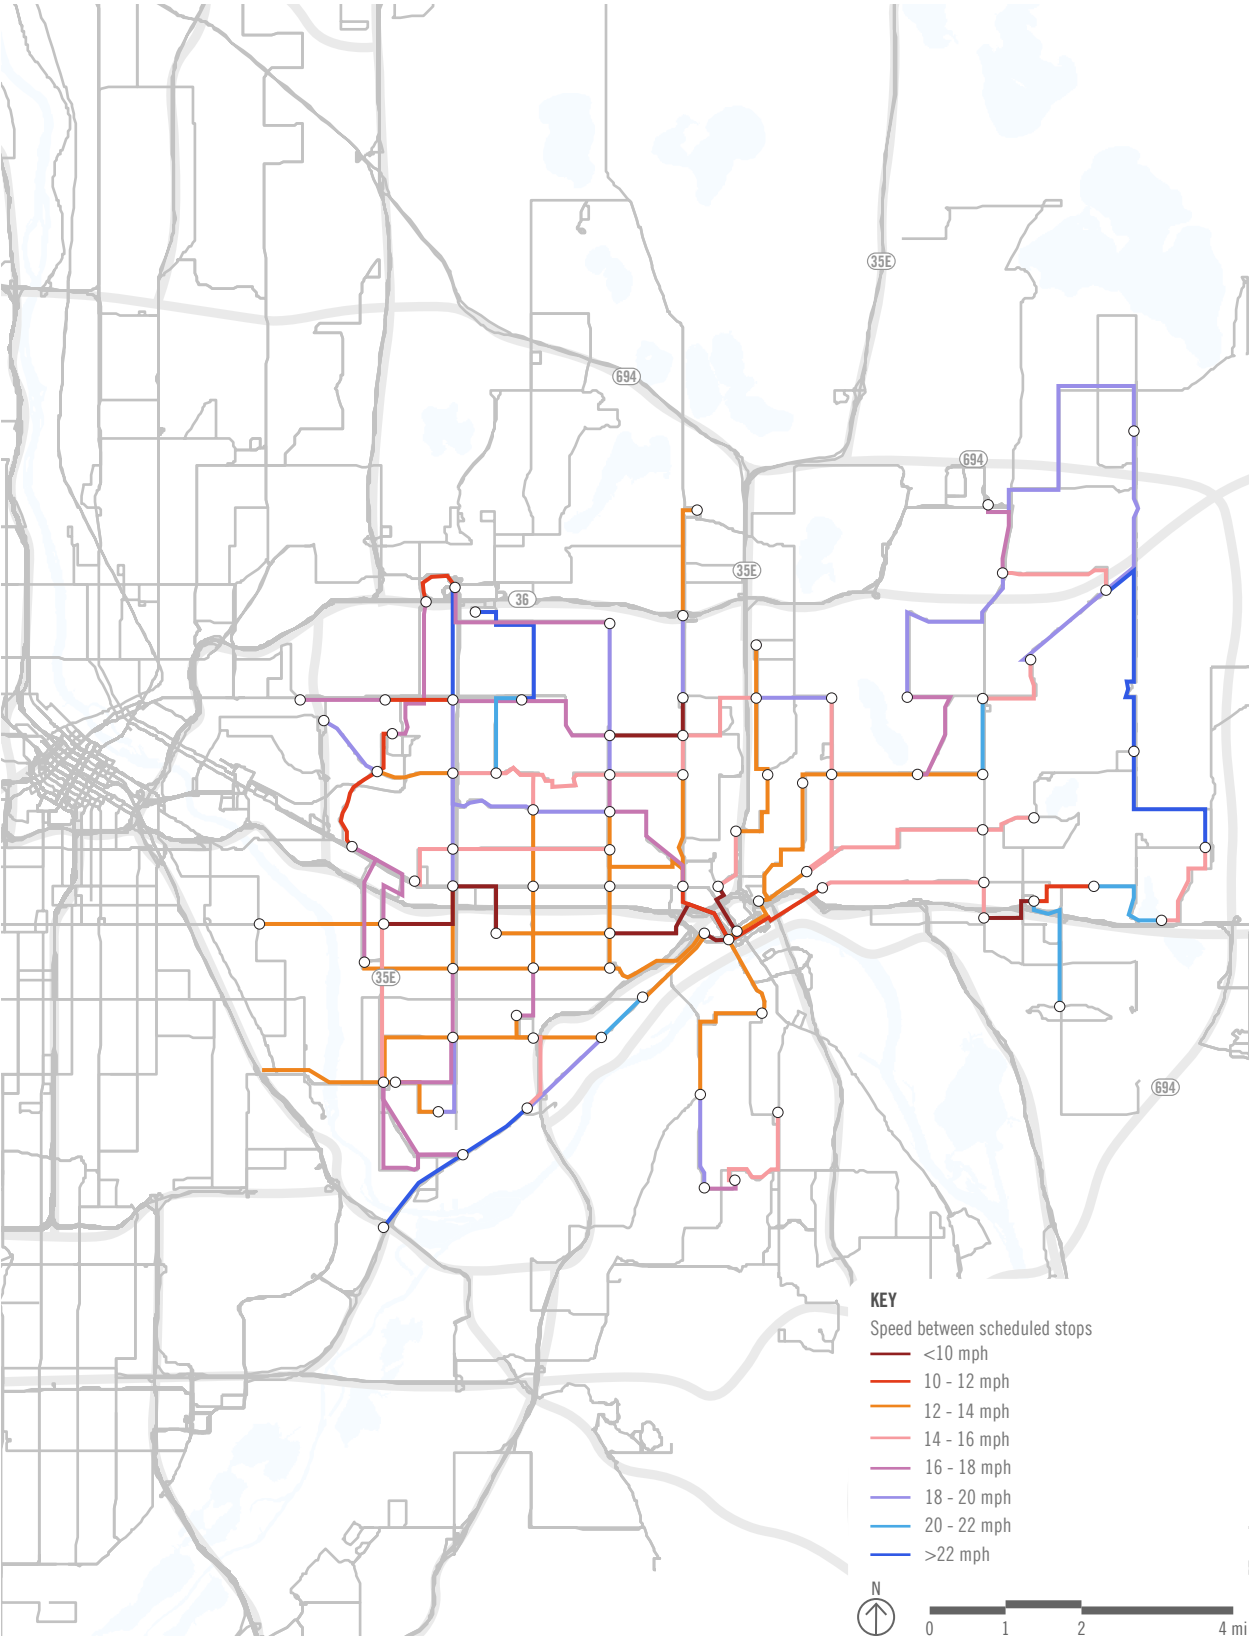 35E
694
694
35E
36
35E
694
KEY
Speed between scheduled stops
<10 mph
10 - 12 mph
12 - 14 mph
14 - 16 mph
16 - 18 mph
18 - 20 mph
20 - 22 mph
>22 mph
N
0 1 2 4 mi